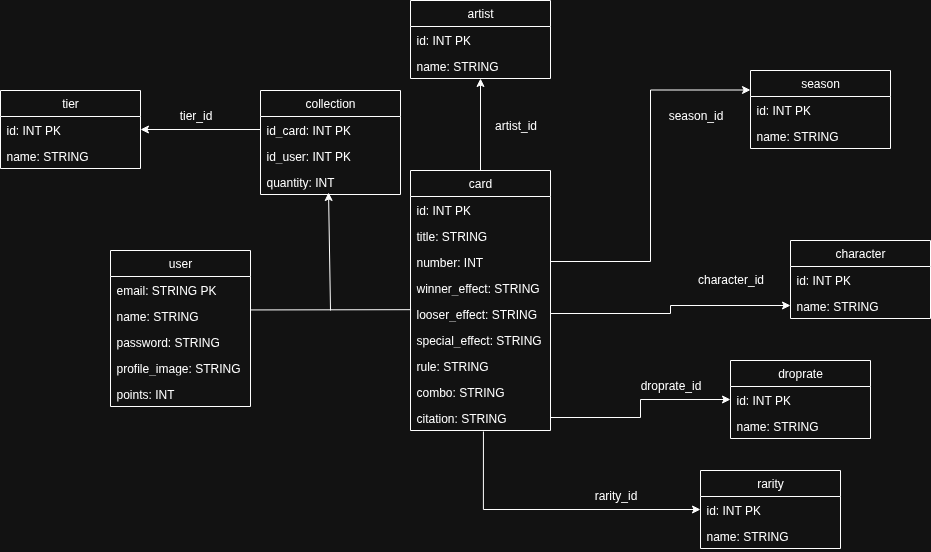 artist
id: INT PK
name: STRING
season
id: INT PK
name: STRING
season_id
tier
id: INT PK
name: STRING
tier_id
collection
id_card: INT PK
id_user: INT PK
quantity: INT
artist_id
card
id: INT PK
title: STRING
number: INT
winner_effect: STRING
looser_effect: STRING
special_effect: STRING
rule: STRING
combo: STRING
citation: STRING
user
email: STRING PK
name: STRING
password: STRING
profile_image: STRING
points: INT
character_id
character
id: INT PK
name: STRING
droprate_id
droprate
id: INT PK
name: STRING
rarity_id
rarity
id: INT PK
name: STRING